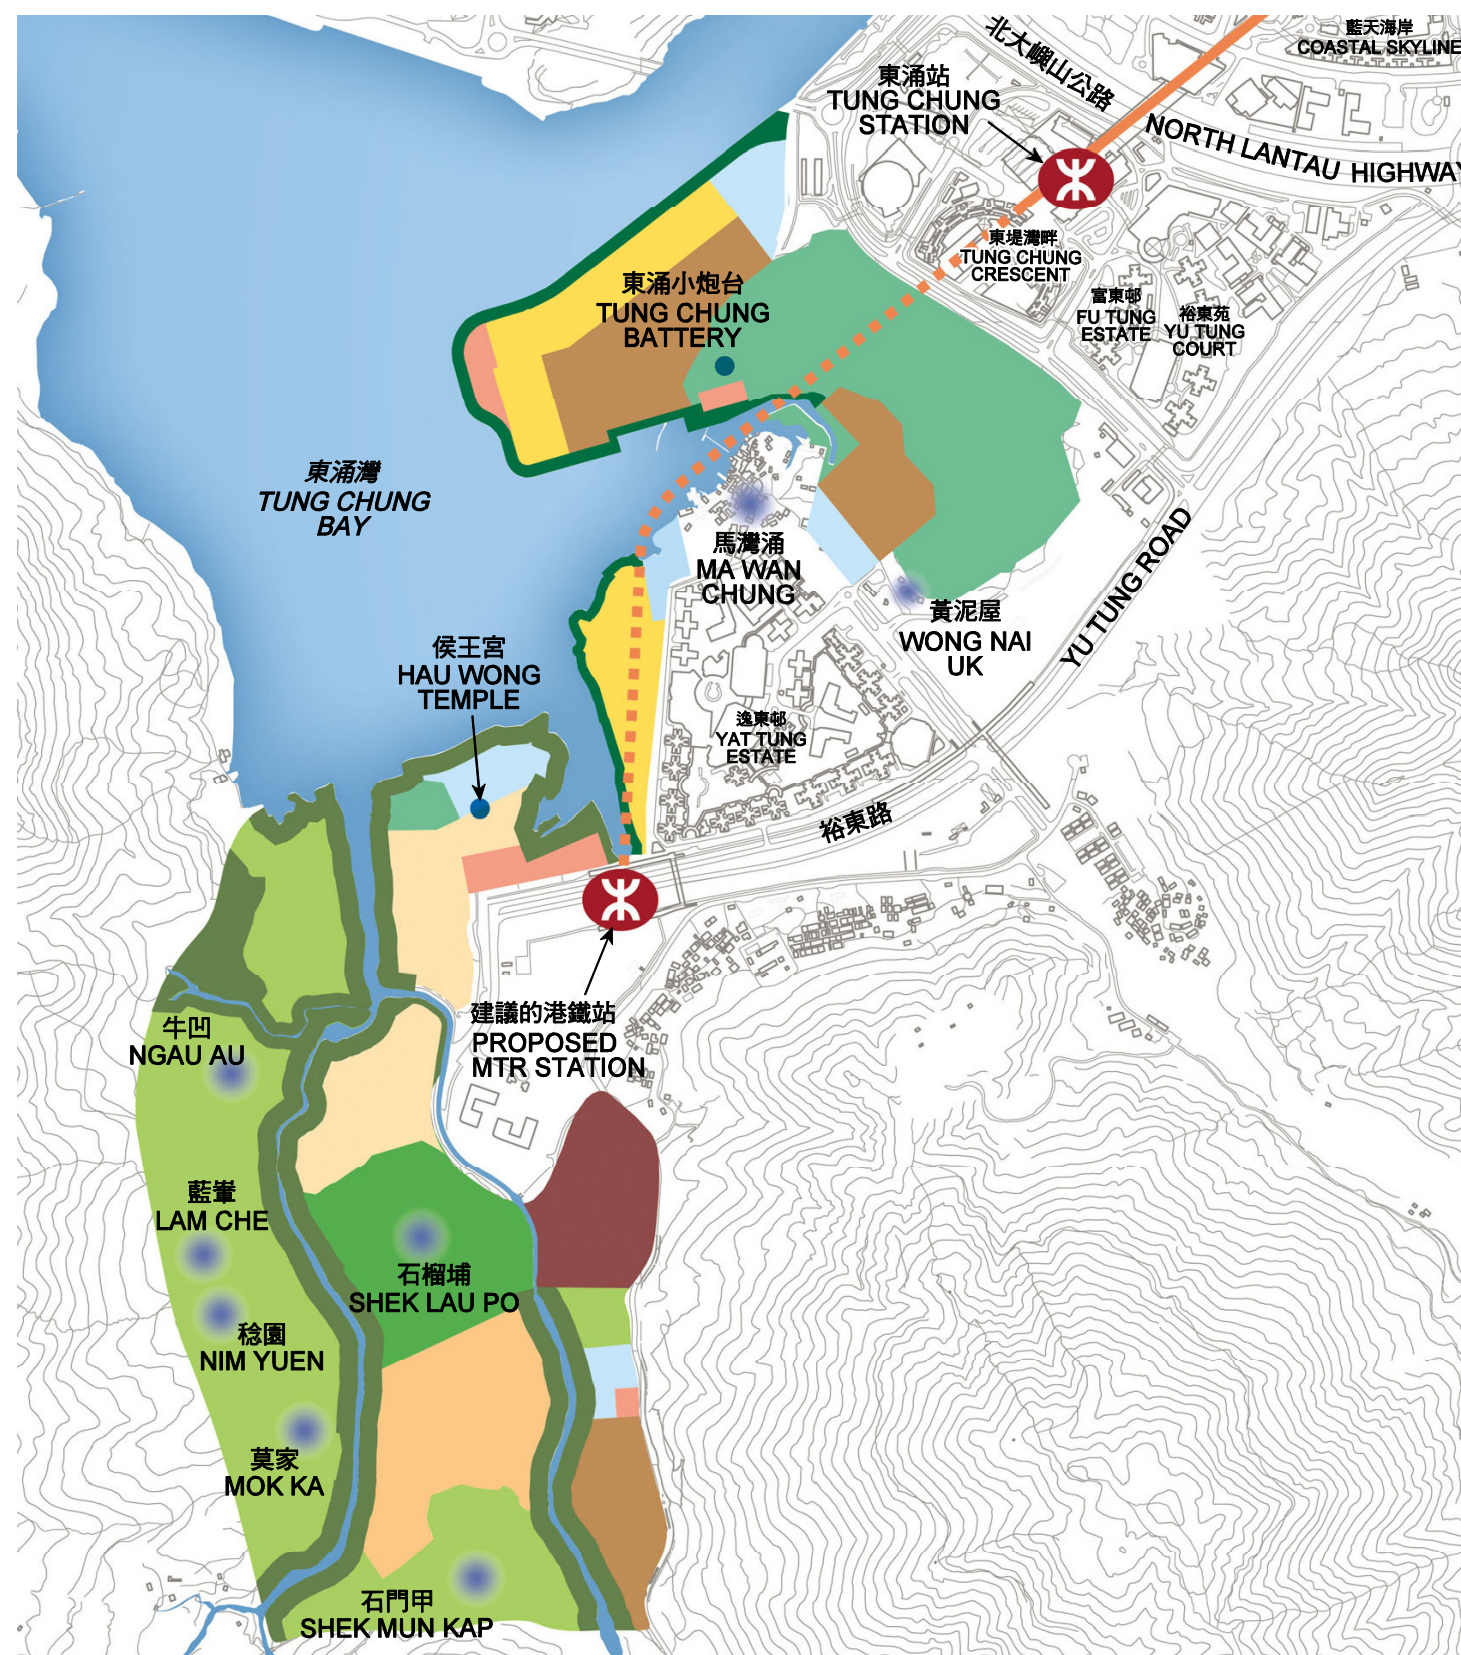 藍天海岸
COASTAL SKYLINE
北大嶼山公路
NORTH LANTAU HIGHWAY
東涌站
TUNG CHUNG
STATION
東堤灣畔
TUNG CHUNG
CRESCENT
富東邨
FU TUNG
ESTATE
裕東苑
YU TUNG
COURT
東涌小炮台
TUNG CHUNG
BATTERY
東涌灣
TUNG CHUNG
BAY
馬灣涌
MA WAN
CHUNG
黃泥屋
WONG NAI
UK
YU TUNG ROAD
侯王宮
HAU WONG
TEMPLE
逸東邨
YAT TUNG
ESTATE
裕東路
建議的港鐵站
PROPOSED
MTR STATION
牛凹
NGAU AU
藍輋
LAM CHE
石榴埔
SHEK LAU PO
稔園
NIM YUEN
莫家
MOK KA
石門甲
SHEK MUN KAP